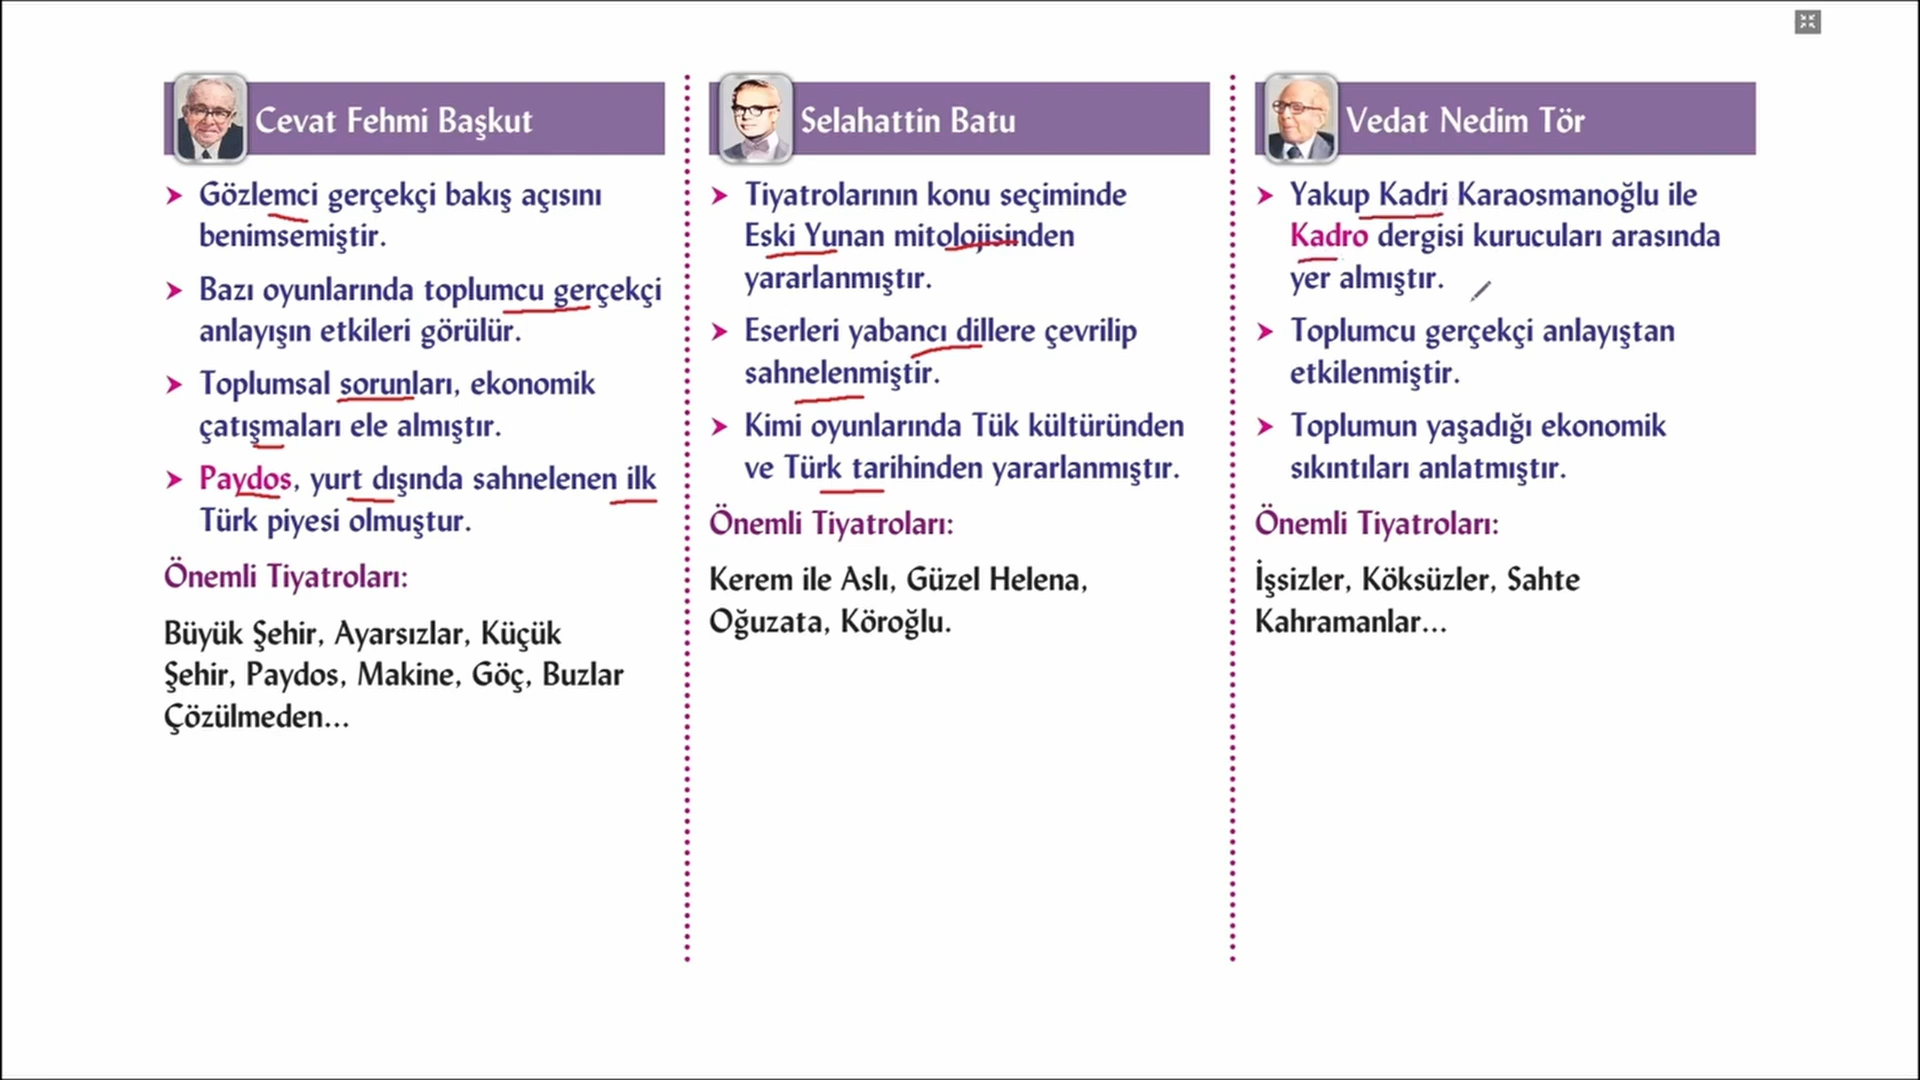 Cevat Fehmi Başkut
Gözlemci gerçekçi bakış açısını
benimsemiştir.
Bazı oyunlarında toplumcu gerçekçi
anlayışın etkileri görülür.
Toplumsal sorunları, ekonomik
çatışmaları ele almıştır.
Paydos, yurt dışında sahnelenen ilk
Türk piyesi olmuştur.
Önemli Tiyatroları:
Büyük Şehir, Ayarsızlar, Küçük
Şehir, Paydos, Makine, Göç, Buzlar
Çözülmeden...
Selahattin Batu
Tiyatrolarının konu seçiminde
Eski Yunan mitolojisinden
yararlanmıştır.
Eserleri yabancı dillere çevrilip
sahnelenmiştir.
Kimi oyunlarında Tük kültüründen
ve Türk tarihinden yararlanmıştır.
Önemli Tiyatroları:
Kerem ile Aslı, Güzel Helena,
Oğuzata, Köroğlu.
Vedat Nedim Tör
Yakup Kadri Karaosmanoğlu ile
Kadro dergisi kurucuları arasında
yer almıştır.
Toplumcu gerçekçi anlayıştan
etkilenmiştir.
Toplumun yaşadığı ekonomik
sıkıntıları anlatmıştır.
Önemli Tiyatroları:
İşsizler, Köksüzler, Sahte
Kahramanlar...